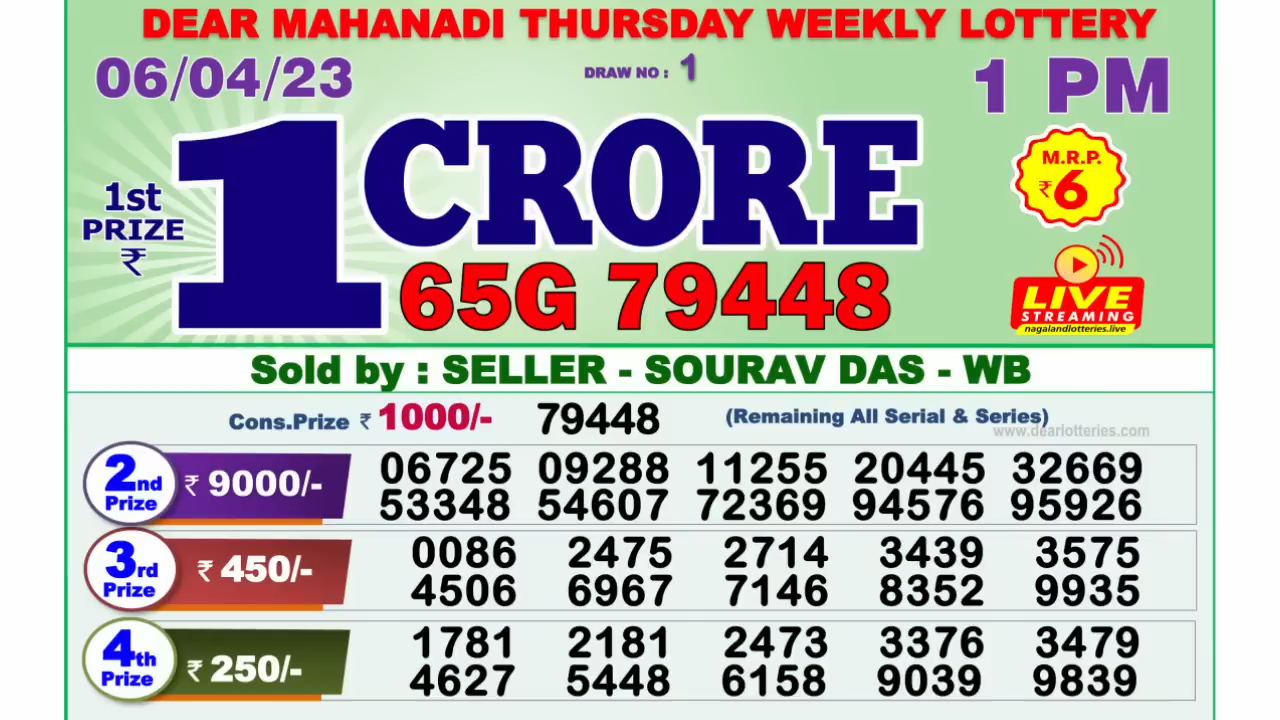 DEAR MAHANADI THURSDAY WEEKLY LOTTERY
06/04/23 DRAW NO : 1 1 PM
1st PRIZE ₹ 1 CRORE
65G 79448
M.R.P.
₹6
LIVE
STREAMING
nagalandlotteries.live
Sold by : SELLER - SOURAV DAS - WB
Cons.Prize ₹ 1000/- 79448 (Remaining All Serial & Series)
www.dearlotteries.com
2nd Prize ₹ 9000/-
06725 09288 11255 20445 32669
53348 54607 72369 94576 95926
3rd Prize ₹ 450/-
0086 2475 2714 3439 3575
4506 6967 7146 8352 9935
4th Prize ₹ 250/-
1781 2181 2473 3376 3479
4627 5448 6158 9039 9839